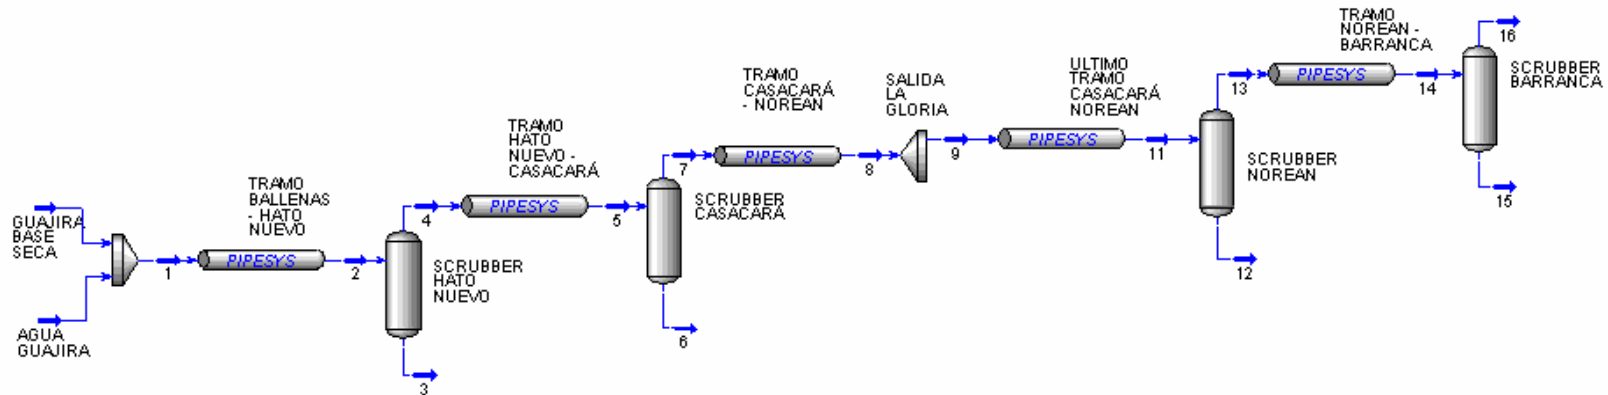 GUAJIRA
BASE
SECA
AGUA
GUAJIRA
1
TRAMO
BALLENAS
- HATO
NUEVO
PIPESYS
2
SCRUBBER
HATO
NUEVO
3
4
TRAMO
HATO
NUEVO -
CASACARÁ
PIPESYS
5
SCRUBBER
CASACARÁ
6
7
TRAMO
CASACARÁ
- NOREAN
PIPESYS
8
SALIDA
LA
GLORIA
9
ULTIMO
TRAMO
CASACARÁ
NOREAN
PIPESYS
11
SCRUBBER
NOREAN
12
13
TRAMO
NOREAN -
BARRANCA
PIPESYS
14
16
SCRUBBER
BARRANCA
15